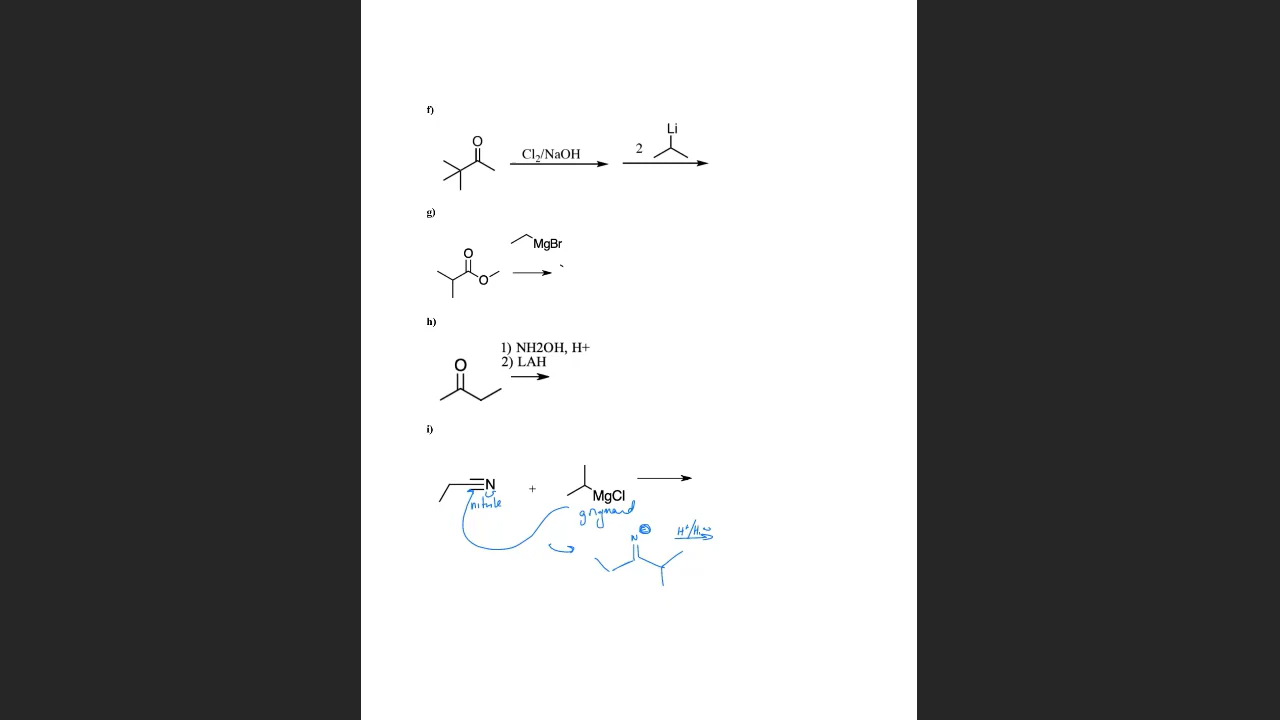 f)
O
Cl₂/NaOH
2
Li
g)
O
O
MgBr
h)
O
1) NH2OH, H+
2) LAH
i)
N
nitrile
+
MgCl
grignard
N ⊖
H⁺/H₂O